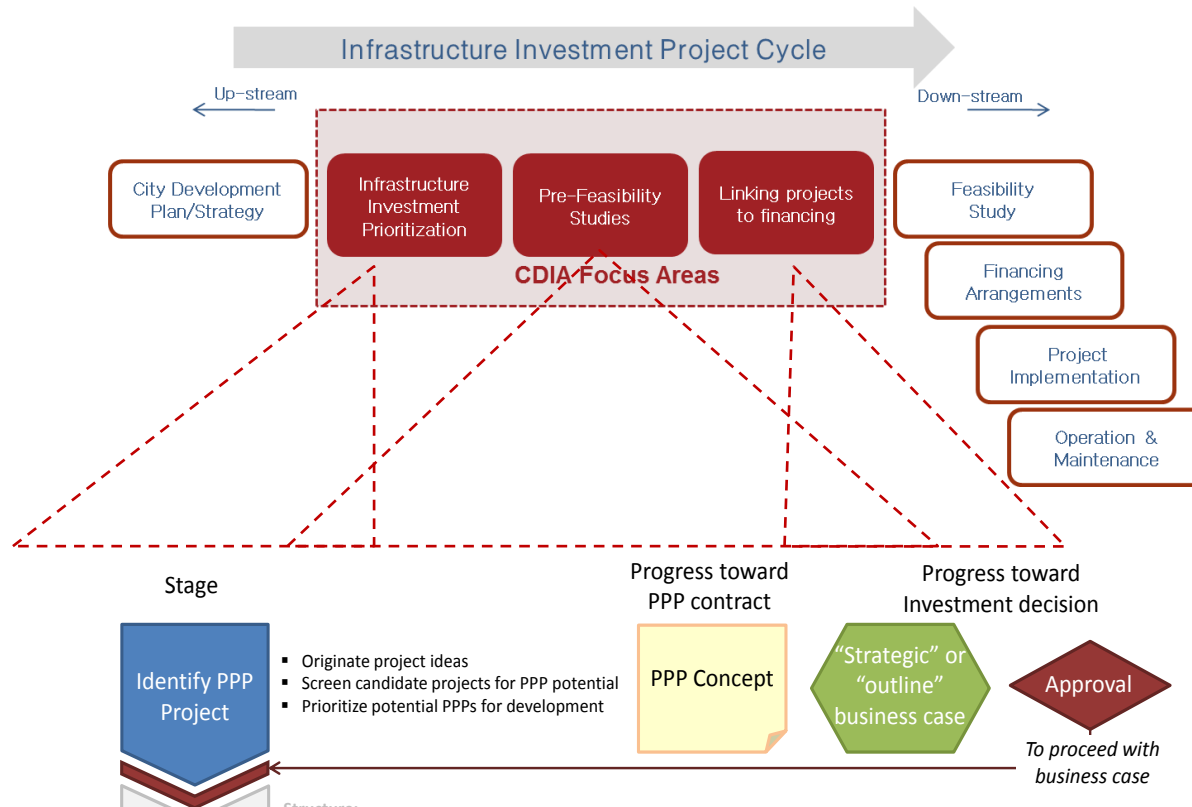 Infrastructure Investment Project Cycle
Up-stream
Down-stream
City Development
Plan/Strategy
Infrastructure
Investment
Prioritization
Pre-Feasibility
Studies
Linking projects
to financing
CDIA Focus Areas
Feasibility
Study
Financing
Arrangements
Project
Implementation
Operation &
Maintenance
Stage
Progress toward
PPP contract
Progress toward
Investment decision
Identify PPP
Project
▪ Originate project ideas
▪ Screen candidate projects for PPP potential
▪ Prioritize potential PPPs for development
PPP Concept
“Strategic” or
“outline”
business case
Approval
To proceed with
business case